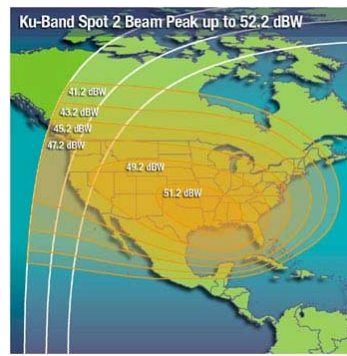 Ku-Band Spot 2 Beam Peak up to 52.2 dBW
41.2 dBW
43.2 dBW
45.2 dBW
47.2 dBW
49.2 dBW
51.2 dBW